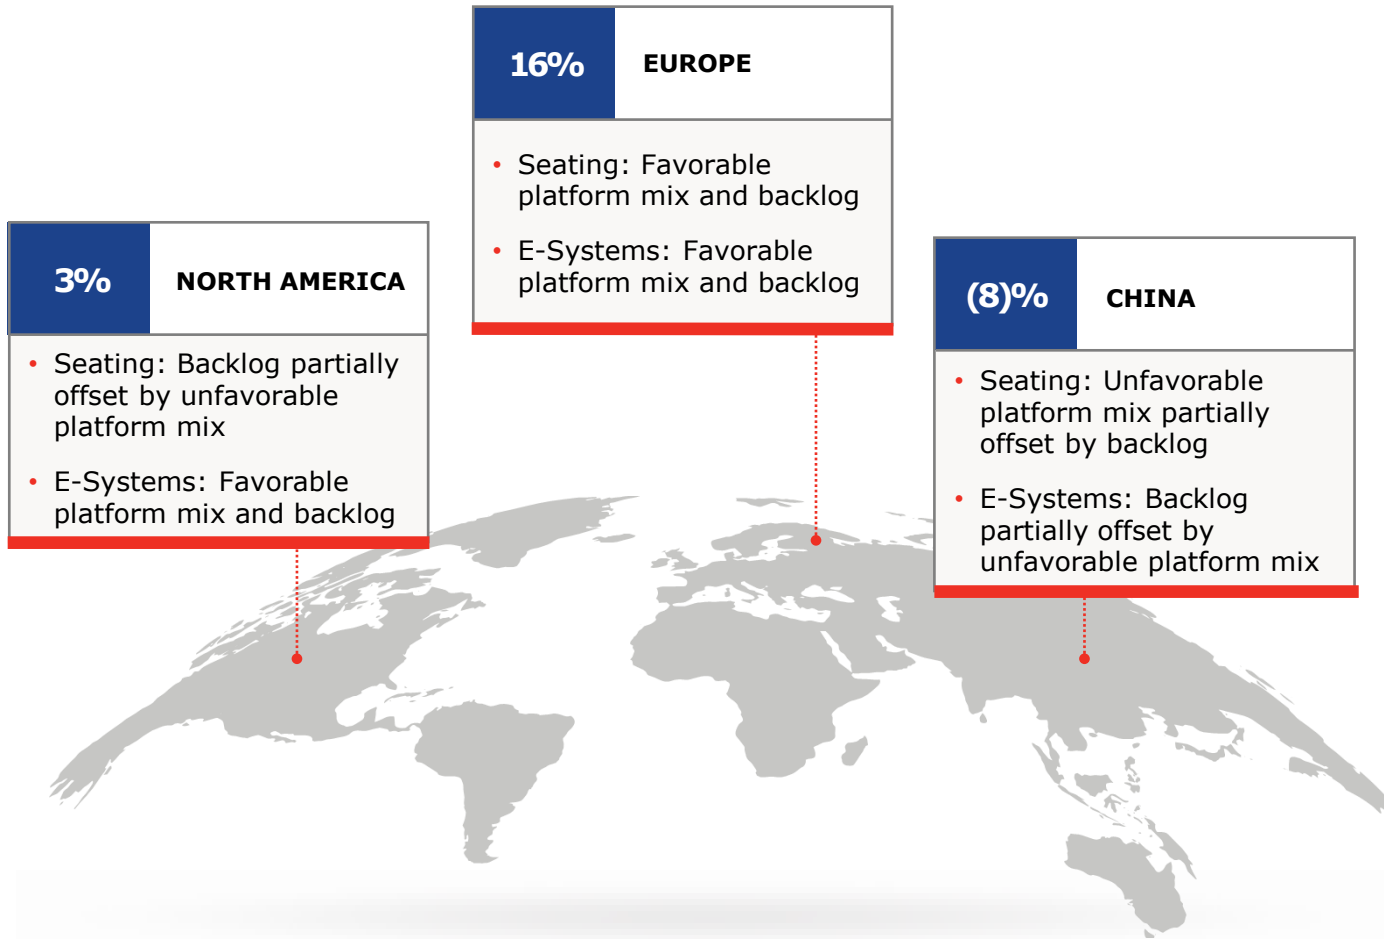 16%
EUROPE
• Seating: Favorable
platform mix and backlog
• E-Systems: Favorable
platform mix and backlog
3%
NORTH AMERICA
• Seating: Backlog partially
offset by unfavorable
platform mix
• E-Systems: Favorable
platform mix and backlog
(8)%
CHINA
• Seating: Unfavorable
platform mix partially
offset by backlog
• E-Systems: Backlog
partially offset by
unfavorable platform mix